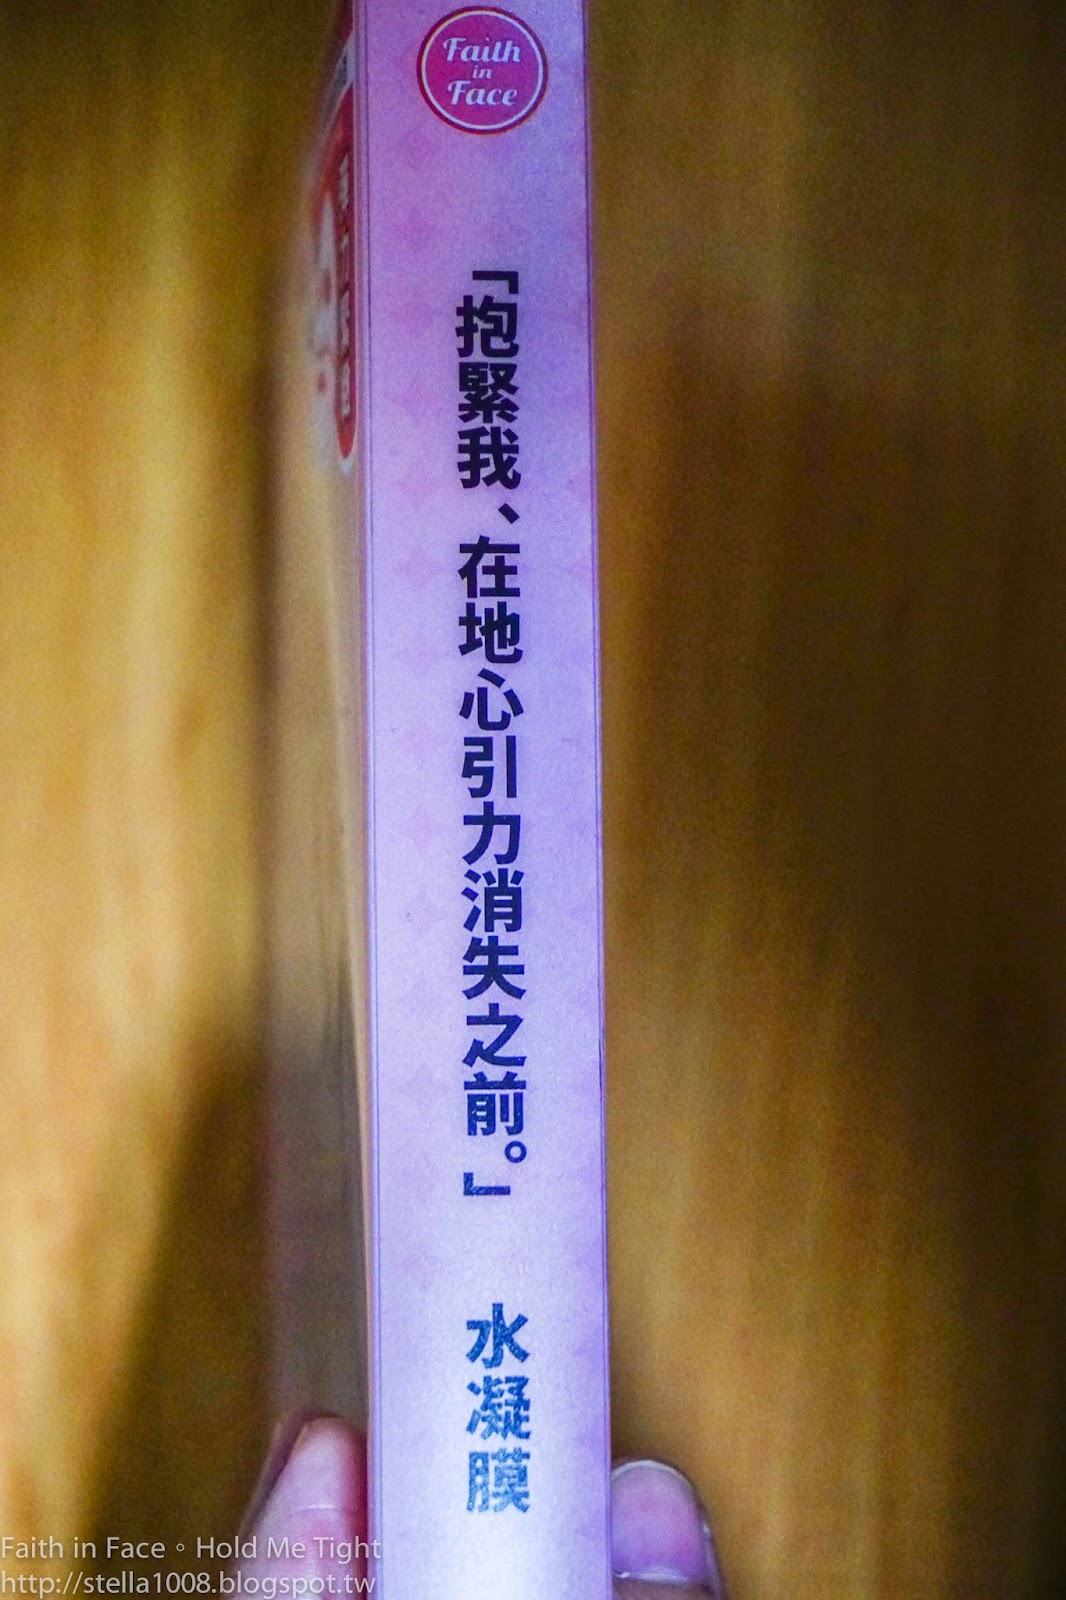 Faith
in
Face
「抱緊我、在地心引力消失之前。」
水凝膜
Faith in Face。Hold Me Tight
http://stella1008.blogspot.tw